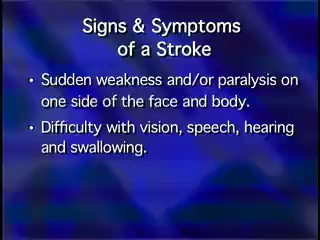 Signs & Symptoms
of a Stroke
• Sudden weakness and/or paralysis on
one side of the face and body.
• Difficulty with vision, speech, hearing
and swallowing.